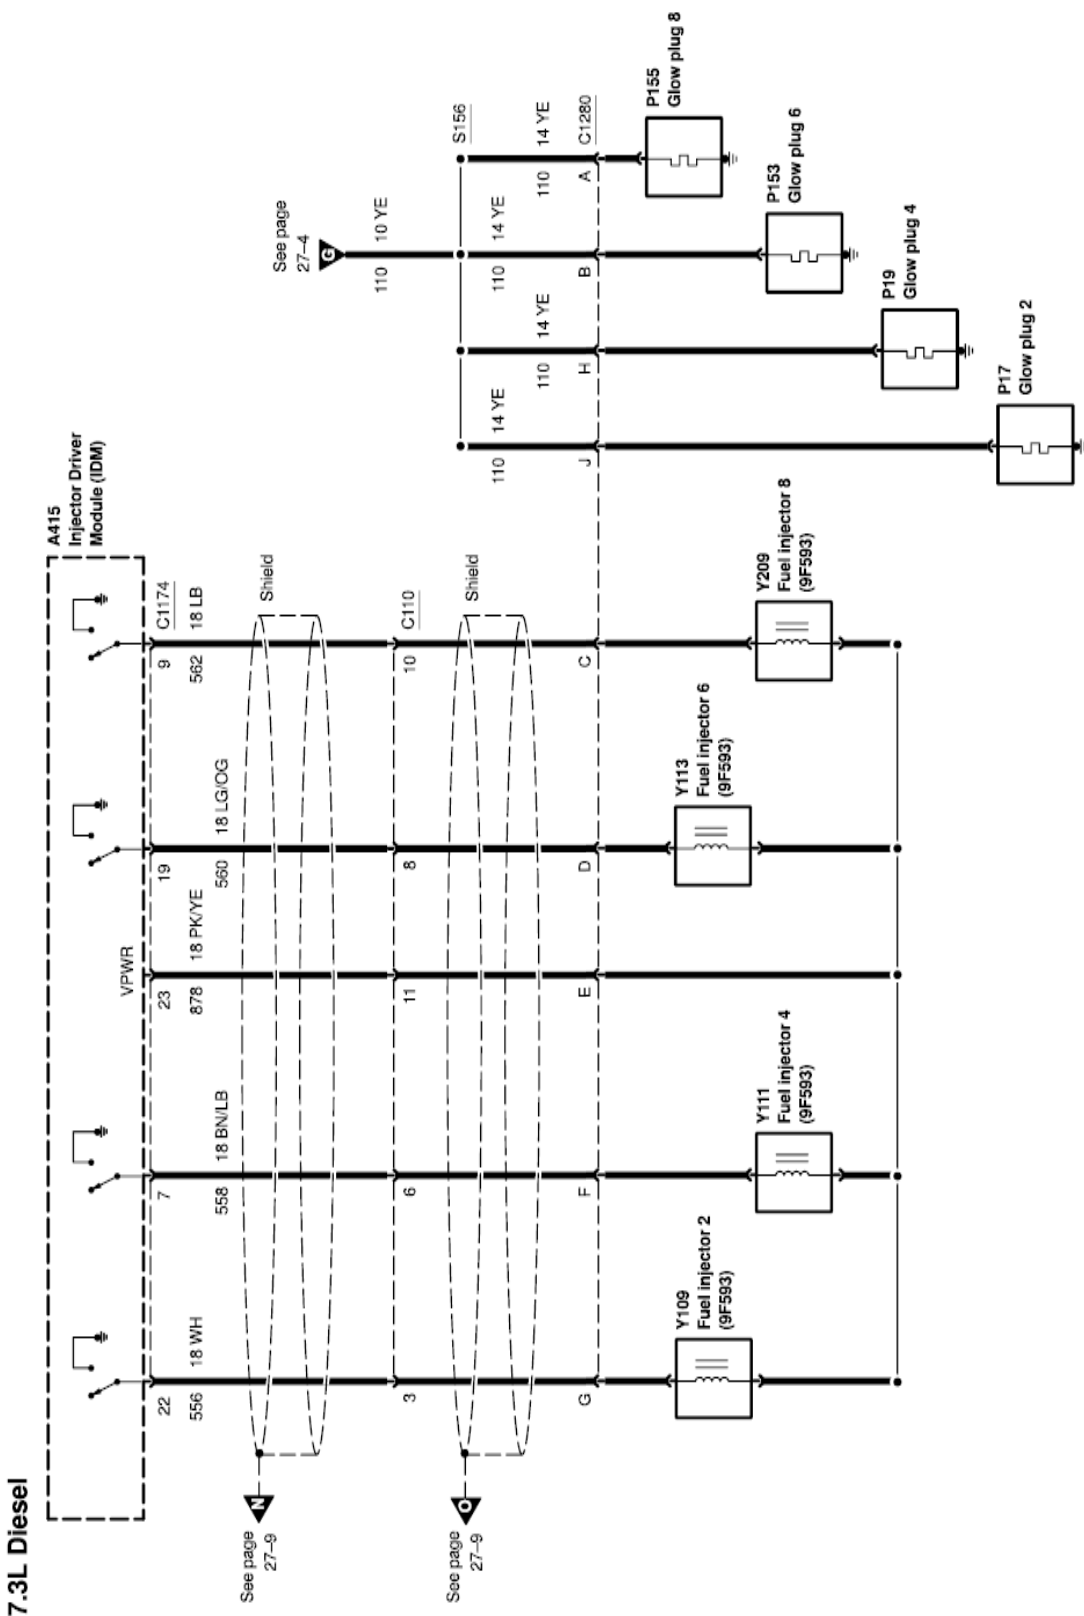 7.3L Diesel
A415
Injector Driver
Module (IDM)
VPWR
22
7
23
19
9
C1174
556
18 WH
558
18 BN/LB
878
18 PK/YE
560
18 LG/OG
562
18 LB
See page
27–9
N
Shield
3
6
11
8
10
C110
See page
27–9
O
Shield
See page
27–4
G
110
10 YE
S156
110
14 YE
110
14 YE
110
14 YE
110
14 YE
G
F
E
D
C
J
H
B
A
C1280
Y109
Fuel injector 2
(9F593)
Y111
Fuel injector 4
(9F593)
Y113
Fuel injector 6
(9F593)
Y209
Fuel injector 8
(9F593)
P17
Glow plug 2
P19
Glow plug 4
P153
Glow plug 6
P155
Glow plug 8